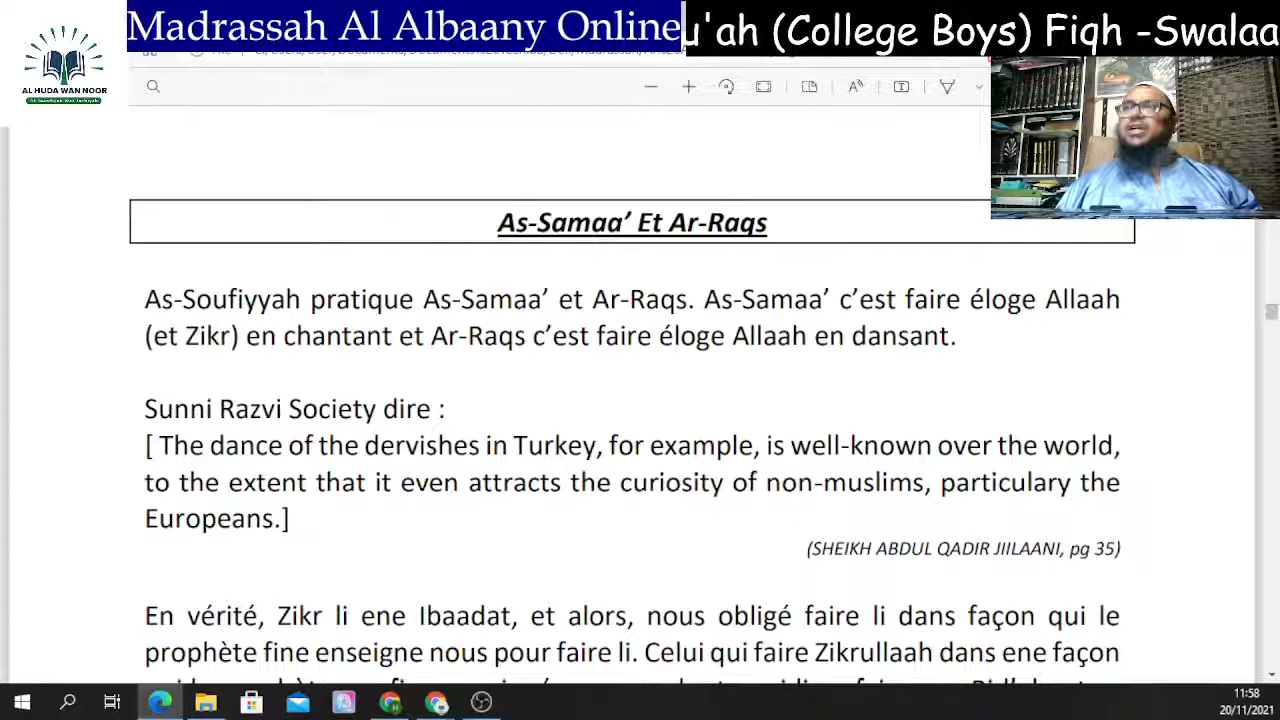 Madrassah Al Albaany Online
u'ah (College Boys) Fiqh -Swalaa
AL HUDA WAN NOOR
As-Samaa’ Et Ar-Raqs
As-Soufiyyah pratique As-Samaa’ et Ar-Raqs. As-Samaa’ c’est faire éloge Allaah
(et Zikr) en chantant et Ar-Raqs c’est faire éloge Allaah en dansant.
Sunni Razvi Society dire :
[ The dance of the dervishes in Turkey, for example, is well-known over the world,
to the extent that it even attracts the curiosity of non-muslims, particulary the
Europeans.]
(SHEIKH ABDUL QADIR JIILAANI, pg 35)
En vérité, Zikr li ene Ibaadat, et alors, nous obligé faire li dans façon qui le
prophète fine enseigne nous pour faire li. Celui qui faire Zikrullaah dans ene façon
11:58
20/11/2021